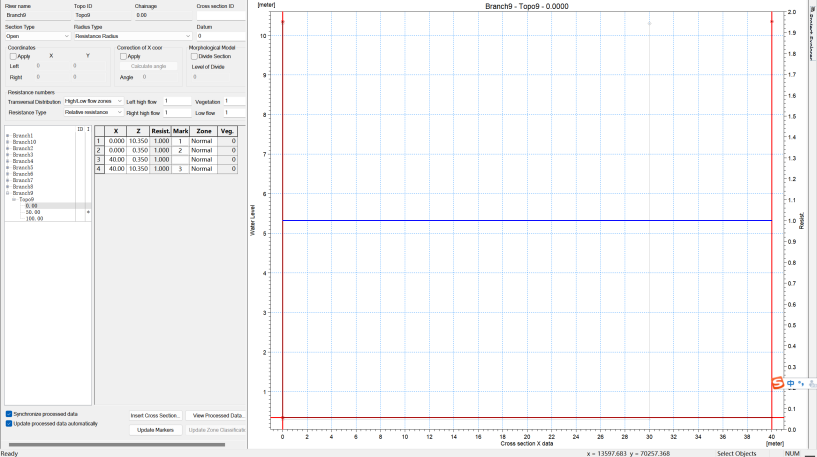 River name Topo ID Chainage Cross section ID
Branch9 Topo9 0.00
Section Type Radius Type Datum
Open Resistance Radius 0
Coordinates Correction of X coor Morphological Model
Apply X Y Apply Divide Section
Left 0 0 Calculate angle Level of Divide
Right 0 0 Angle 0 0
Resistance numbers
Transversal Distribution High/Low flow zones Left high flow 1 Vegetation 1
Resistance Type Relative resistance Right high flow 1 Low flow 1
ID I
Branch1
Branch10
Branch2
Branch3
Branch4
Branch5
Branch6
Branch7
Branch8
Branch9
Topo9
0.00
50.00 *
100.00
X Z Resist. Mark Zone Veg.
1 0.000 10.350 1.000 1 Normal 0
2 0.000 0.350 1.000 2 Normal 0
3 40.00 0.350 1.000 Normal 0
4 40.00 10.350 1.000 3 Normal 0
Synchronize processed data
Update processed data automatically
Insert Cross Section... View Processed Data...
Update Markers Update Zone Classificatio
[meter] Branch9 - Topo9 - 0.0000
10
9
8
7
6
5
4
3
2
1
Water Level
0 2 4 6 8 10 12 14 16 18 20 22 24 26 28 30 32 34 36 38 40
Cross section X data [meter]
2.0
1.9
1.8
1.7
1.6
1.5
1.4
1.3
1.2
1.1
1.0
0.9
0.8
0.7
0.6
0.5
0.4
0.3
0.1
0.0
Resist.
Project Explorer
中
Ready x = 13597.683 y = 70257.368 Select Objects NUM